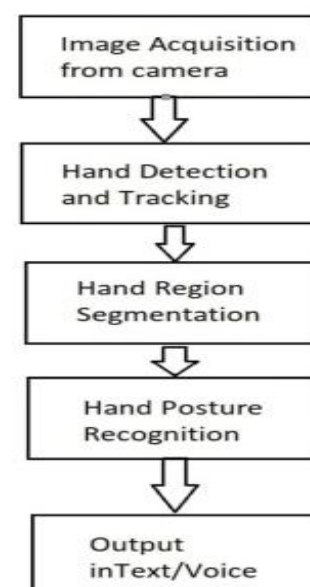 Image Acquisition
from camera
Hand Detection
and Tracking
Hand Region
Segmentation
Hand Posture
Recognition
Output
inText/Voice